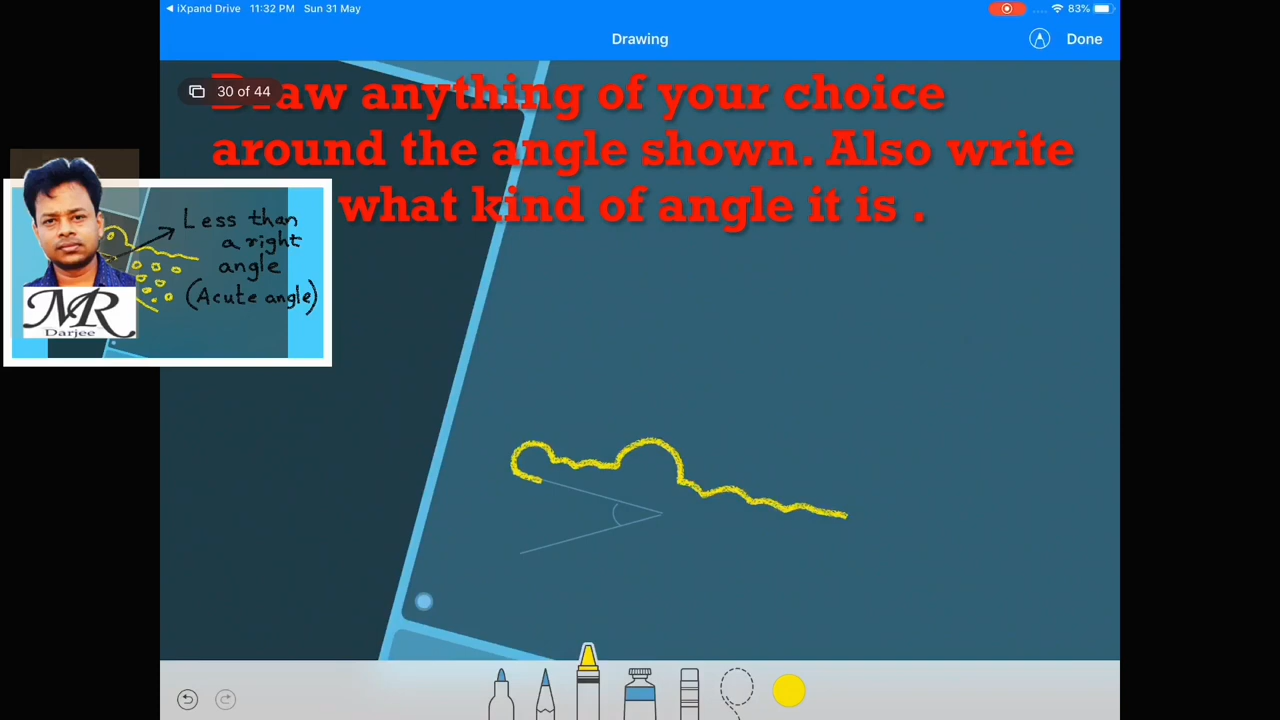 iXpand Drive 11:32 PM Sun 31 May 83%
Drawing
Done
30 of 44
Draw anything of your choice
around the angle shown. Also write
what kind of angle it is .
Less than
a right
angle
(Acute angle)
MR
Darjee